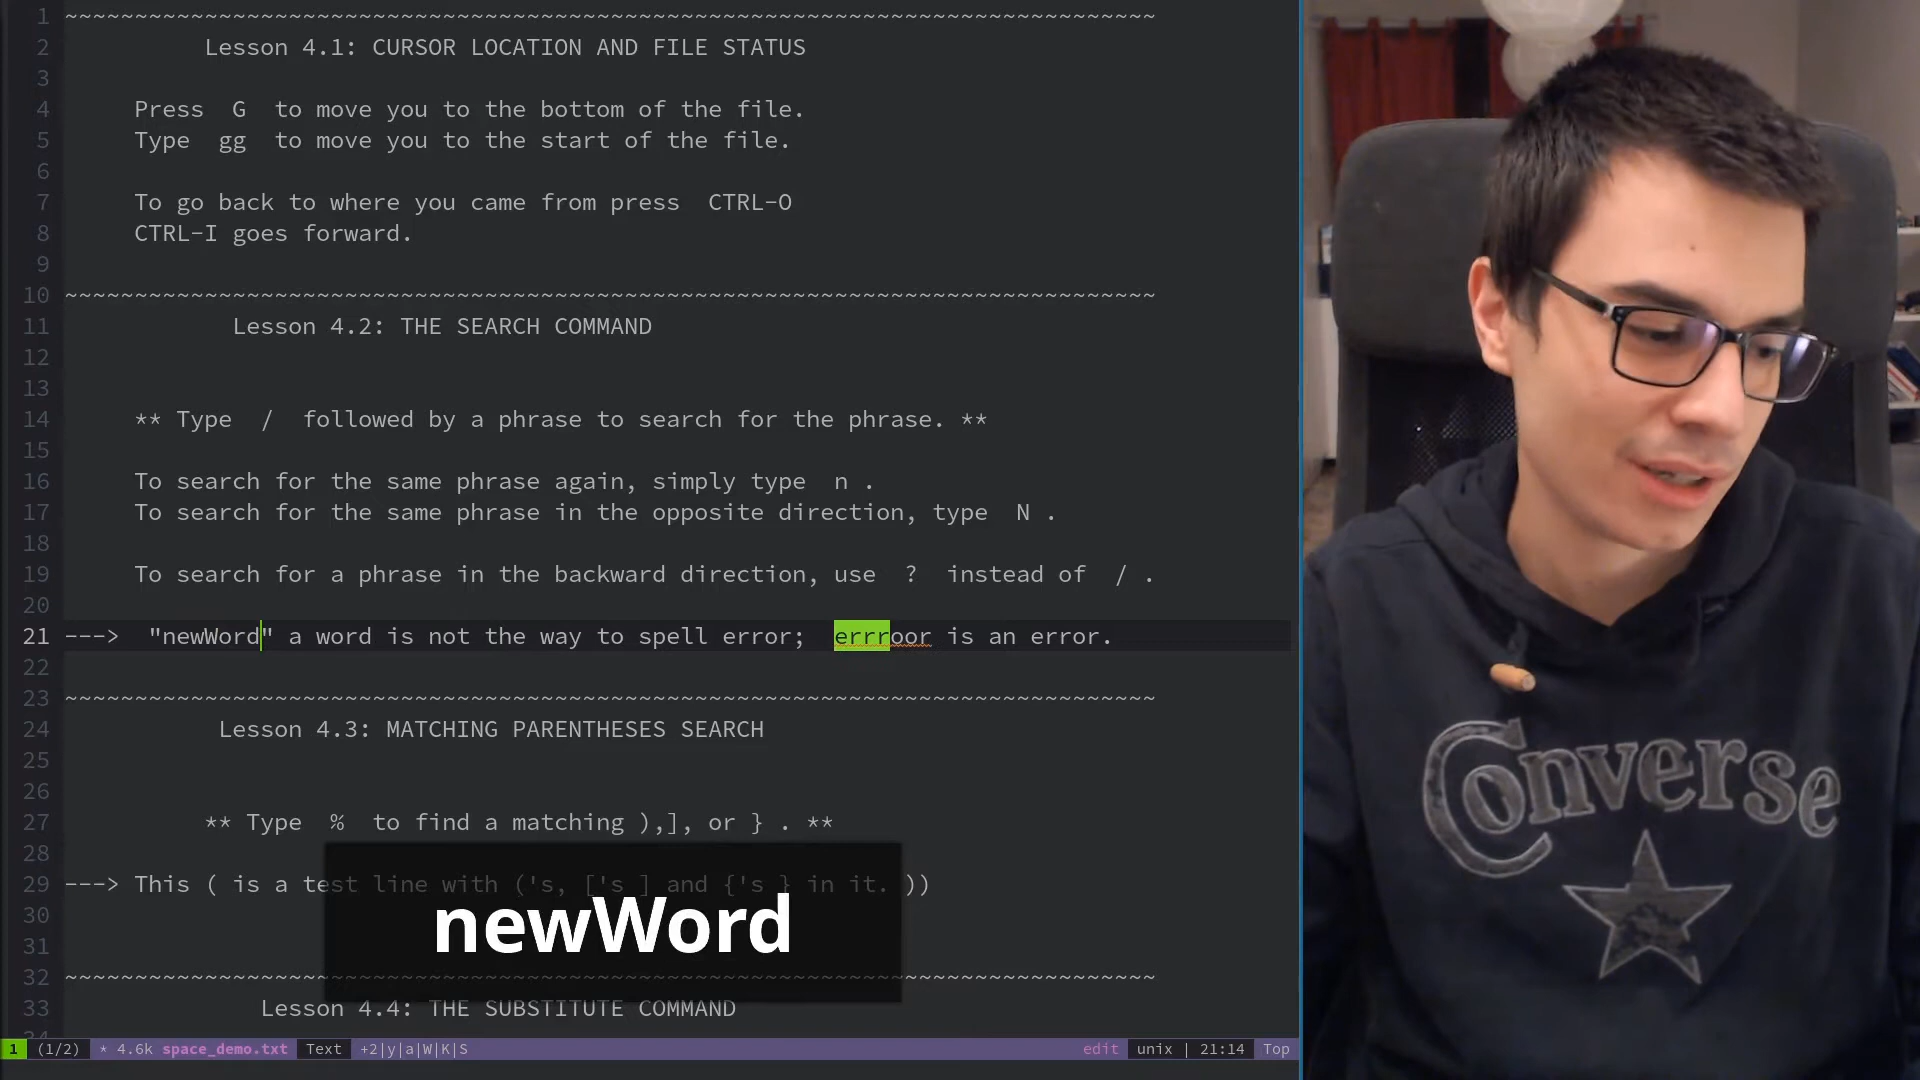 1 ~~~~~~~~~~~~~~~~~~~~~~~~~~~~~~~~~~~~~~~~~~~~~~~~~~~~~~~~~~~~~~~~~~~~~~~~~~~~~~
2 Lesson 4.1: CURSOR LOCATION AND FILE STATUS
3
4 Press G to move you to the bottom of the file.
5 Type gg to move you to the start of the file.
6
7 To go back to where you came from press CTRL-O
8 CTRL-I goes forward.
9
10 ~~~~~~~~~~~~~~~~~~~~~~~~~~~~~~~~~~~~~~~~~~~~~~~~~~~~~~~~~~~~~~~~~~~~~~~~~~~~~~
11 Lesson 4.2: THE SEARCH COMMAND
12
13
14 ** Type / followed by a phrase to search for the phrase. **
15
16 To search for the same phrase again, simply type n .
17 To search for the same phrase in the opposite direction, type N .
18
19 To search for a phrase in the backward direction, use ? instead of / .
20
21 ---> "newWord" a word is not the way to spell error; errroor is an error.
22
23 ~~~~~~~~~~~~~~~~~~~~~~~~~~~~~~~~~~~~~~~~~~~~~~~~~~~~~~~~~~~~~~~~~~~~~~~~~~~~~~
24 Lesson 4.3: MATCHING PARENTHESES SEARCH
25
26
27 ** Type % to find a matching ),], or } . **
28
29 ---> This ( is a test line with ('s, ['s ] and {'s } in it. ))
30
newWord
31
32 ~~~~~~~~~~~~~~~~~~~~~~~~~~~~~~~~~~~~~~~~~~~~~~~~~~~~~~~~~~~~~~~~~~~~~~~~~~~~~~
33 Lesson 4.4: THE SUBSTITUTE COMMAND
34
1 (1/2) * 4.6k space_demo.txt Text +2|y|a|W|K|S edit unix | 21:14 Top
Converse